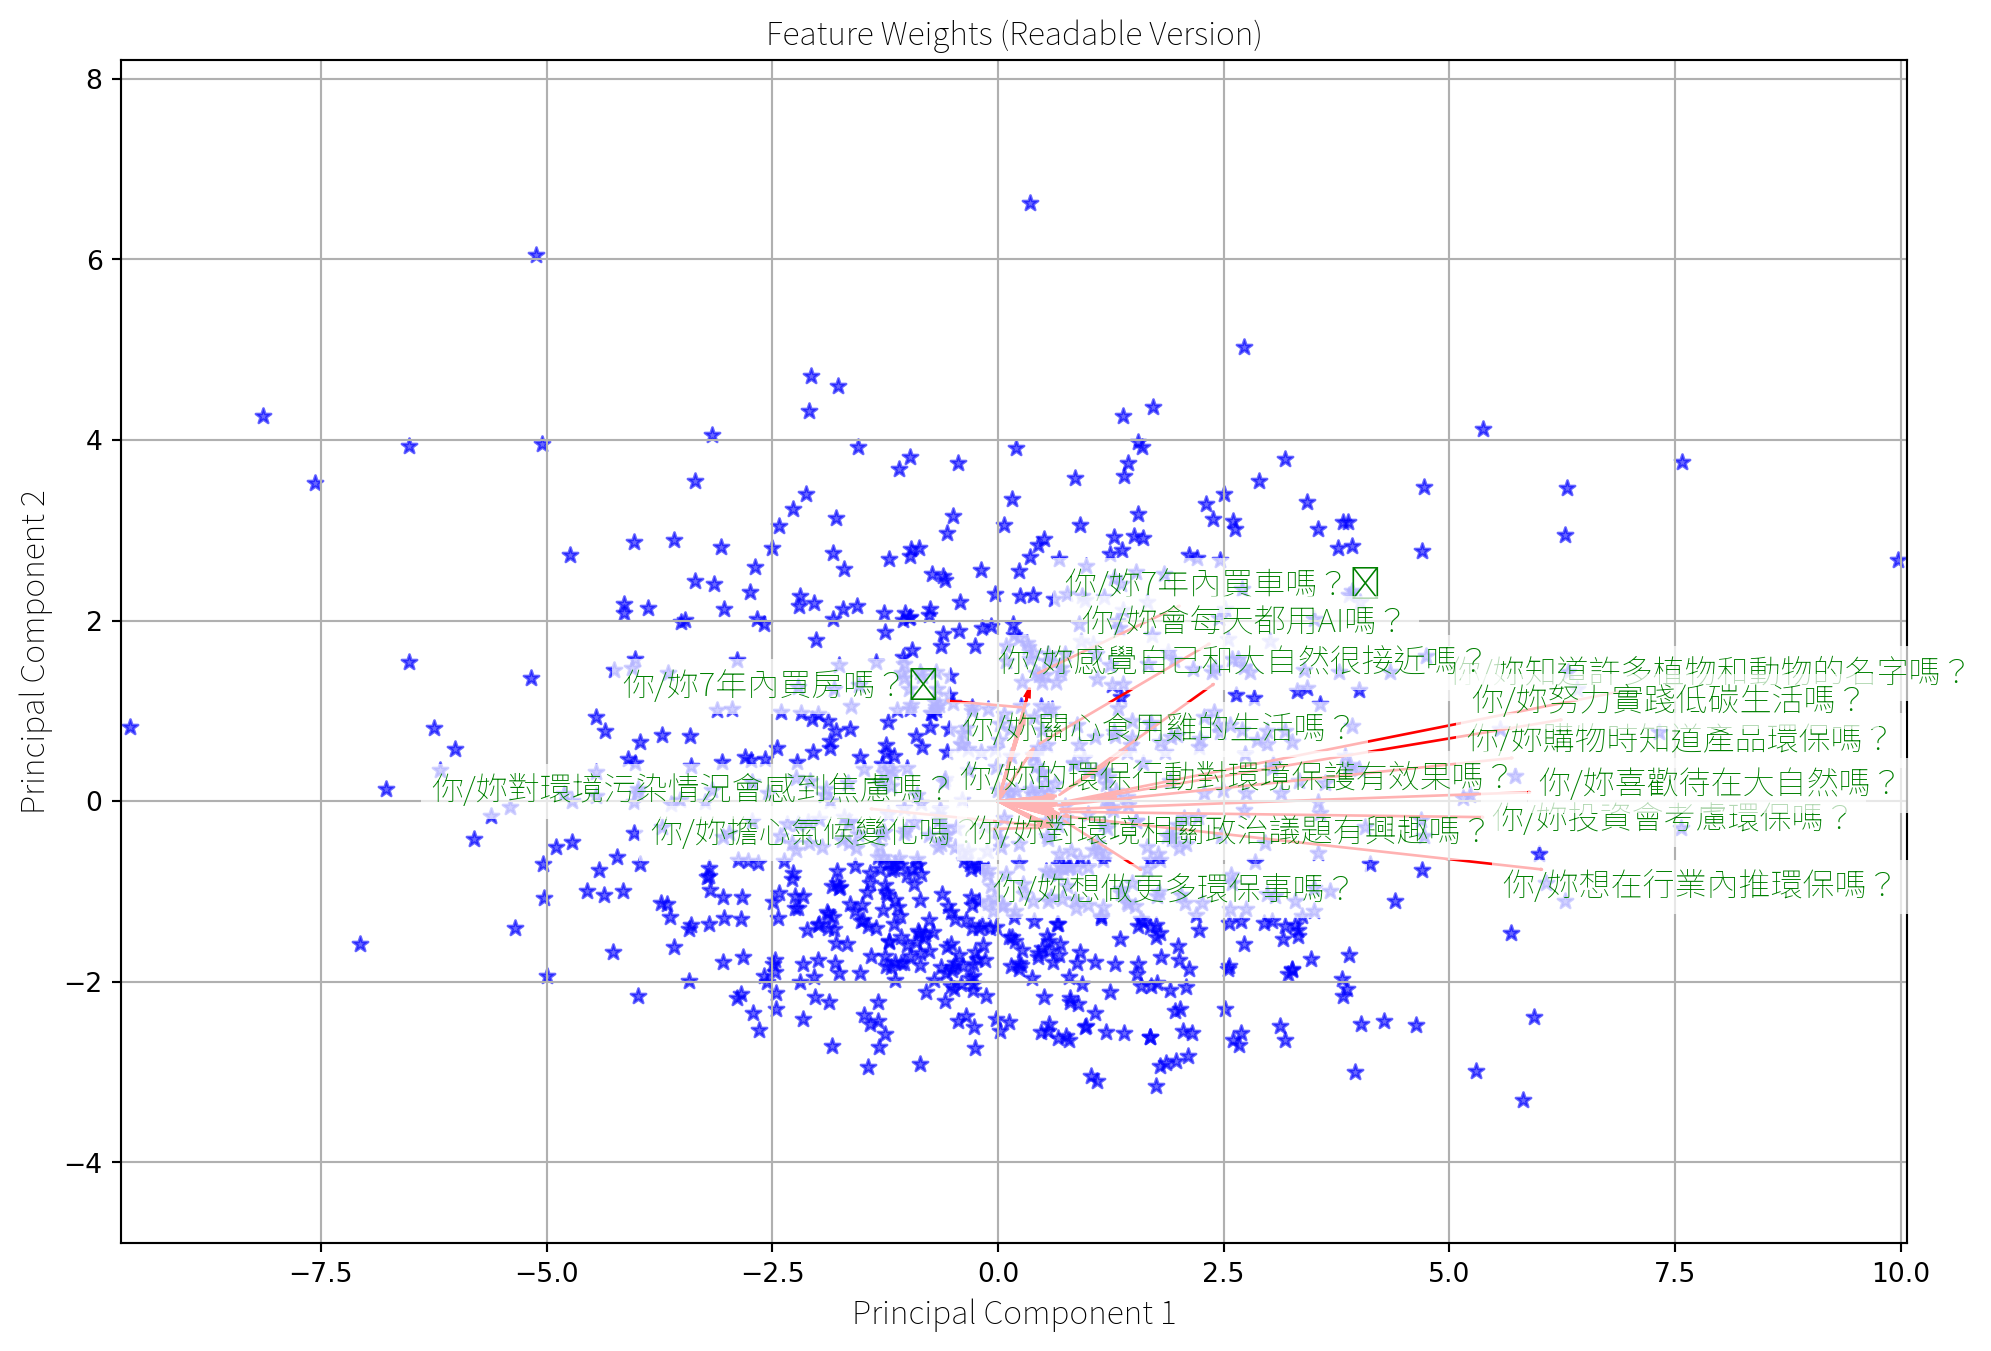 Feature Weights (Readable Version)
8
6
4
2
0
−2
−4
Principal Component 2
你/妳7年內買車嗎？
你/妳會每天都用AI嗎？
你/妳感覺自己和大自然很接近嗎？
你/妳知道許多植物和動物的名字嗎？
你/妳7年內買房嗎？
你/妳努力實踐低碳生活嗎？
你/妳關心食用雞的生活嗎？
你/妳購物時知道產品環保嗎？
你/妳的環保行動對環境保護有效果嗎？
你/妳喜歡待在大自然嗎？
你/妳對環境污染情況會感到焦慮嗎？
你/妳投資會考慮環保嗎？
你/妳擔心氣候變化嗎？
你/妳對環境相關政治議題有興趣嗎？
你/妳想做更多環保事嗎？
你/妳想在行業內推環保嗎？
−7.5
−5.0
−2.5
0.0
2.5
5.0
7.5
10.0
Principal Component 1